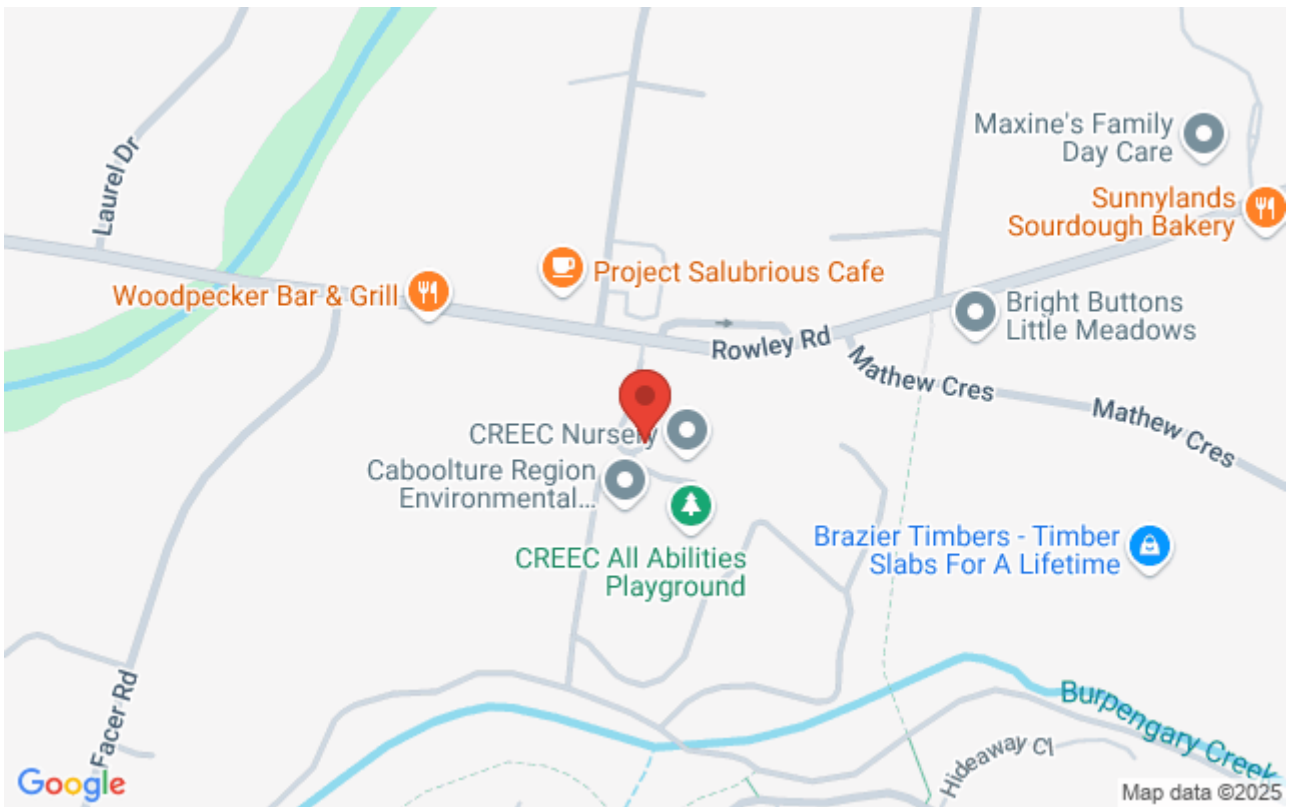 Laurel Dr
Maxine's Family
Day Care
Sunnylands
Sourdough Bakery
Project Salubrious Cafe
Woodpecker Bar & Grill
Bright Buttons
Little Meadows
Rowley Rd
Mathew Cres
Mathew Cres
CREEC Nursery
Caboolture Region
Environmental...
CREEC All Abilities
Playground
Brazier Timbers - Timber
Slabs For A Lifetime
Facer Rd
Burpengary Creek
Hideaway Cl
Google
Map data ©2025